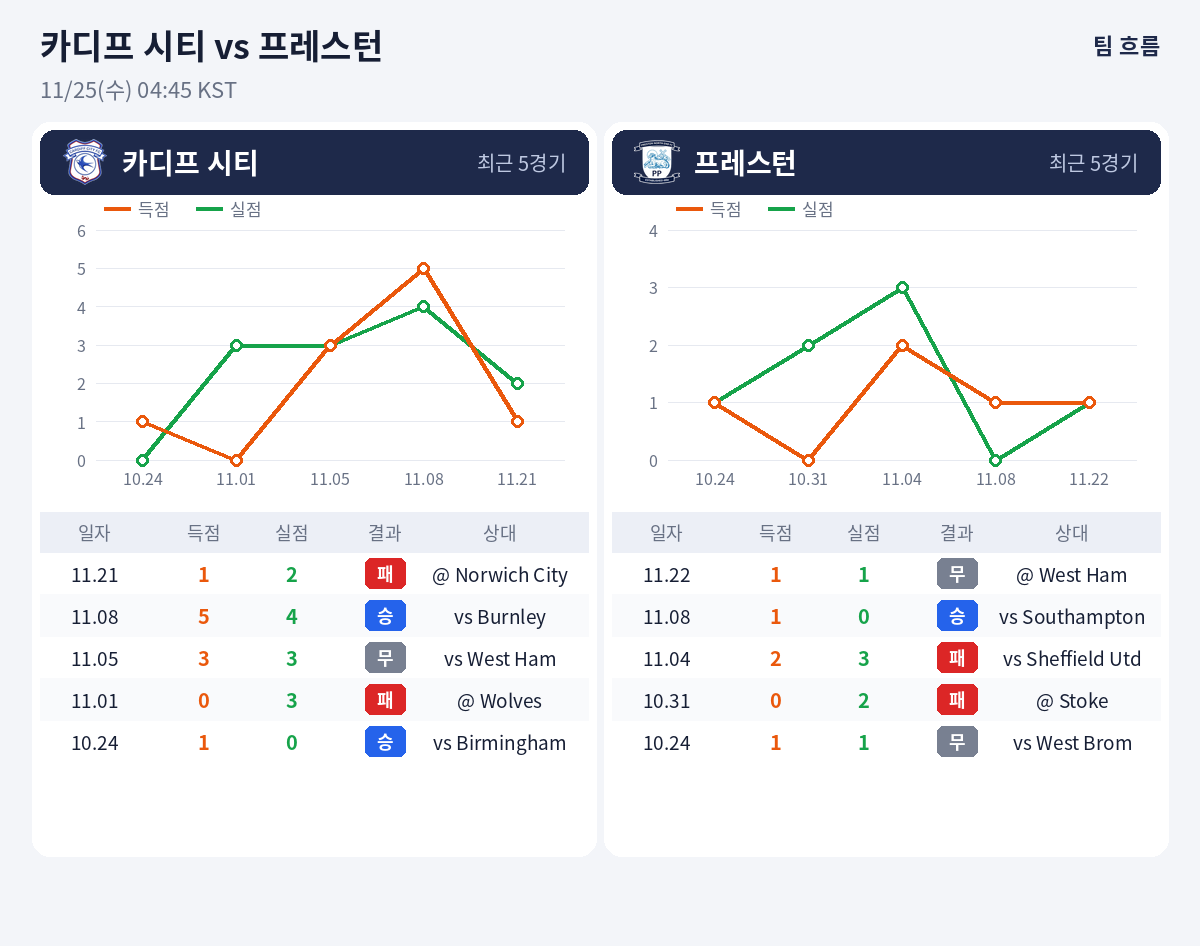 카디프 시티 vs 프레스턴
팀 흐름
11/25(수) 04:45 KST
카디프 시티
최근 5경기
득점 실점
6
5
4
3
2
1
0
10.24 11.01 11.05 11.08 11.21
일자 득점 실점 결과 상대
11.21 1 2 패 @ Norwich City
11.08 5 4 승 vs Burnley
11.05 3 3 무 vs West Ham
11.01 0 3 패 @ Wolves
10.24 1 0 승 vs Birmingham
PP
프레스턴
최근 5경기
득점 실점
4
3
2
1
0
10.24 10.31 11.04 11.08 11.22
일자 득점 실점 결과 상대
11.22 1 1 무 @ West Ham
11.08 1 0 승 vs Southampton
11.04 2 3 패 vs Sheffield Utd
10.31 0 2 패 @ Stoke
10.24 1 1 무 vs West Brom